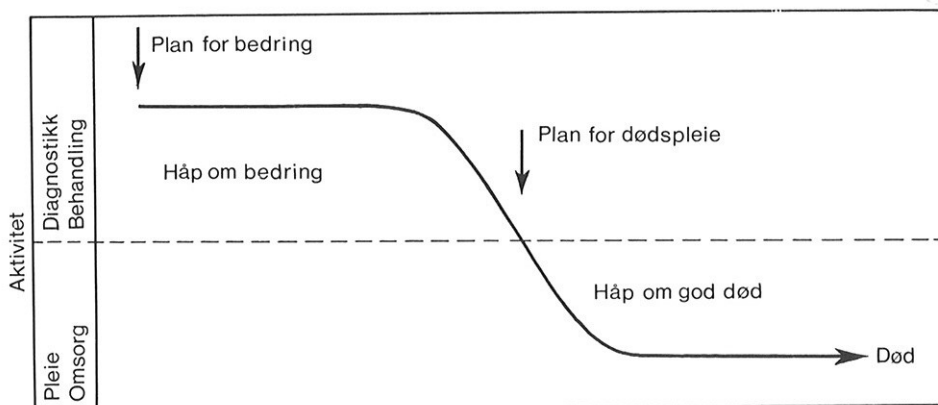 Plan for bedring
Plan for dødspleie
Håp om bedring
Håp om god død
Død
Aktivitet
Diagnostikk
Behandling
Pleie
Omsorg